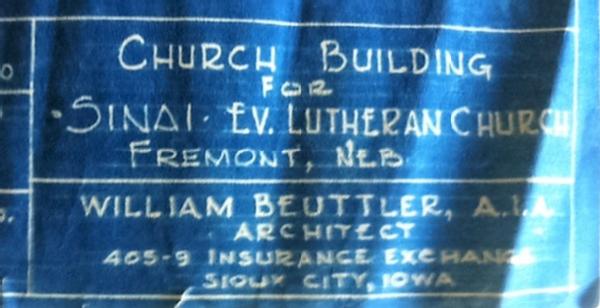 CHURCH BUILDING
FOR
·SINAI· EV. LUTHERAN CHURCH
FREMONT, NEB.
WILLIAM BEUTTLER, A.I.A.
ARCHITECT
405-9 INSURANCE EXCHANGE
SIOUX CITY, IOWA